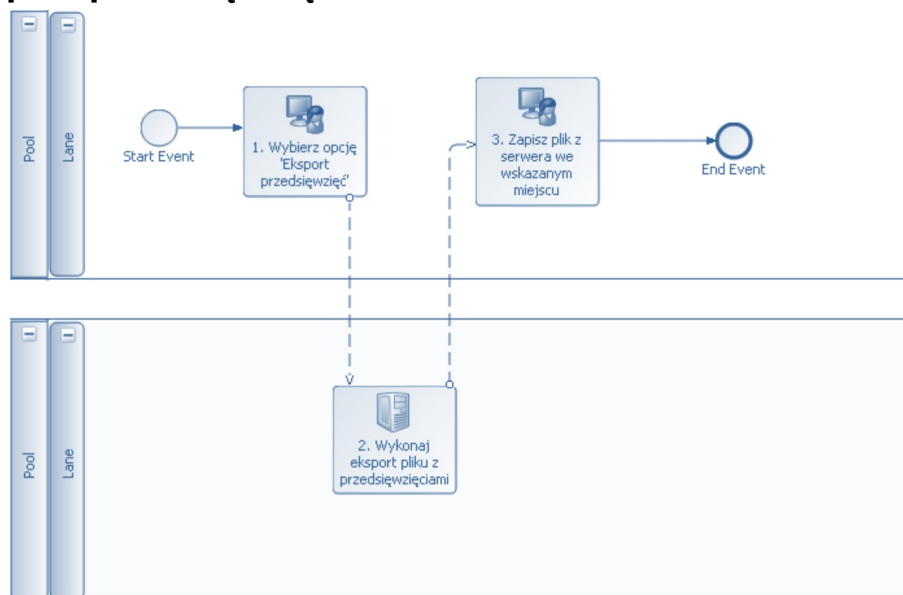 Pool
Lane
Start Event
1. Wybierz opcję
'Eksport
przedsięwzięć'
3. Zapisz plik z
serwera we
wskazanym
miejscu
End Event
Pool
Lane
2. Wykonaj
eksport pliku z
przedsięwzięciami